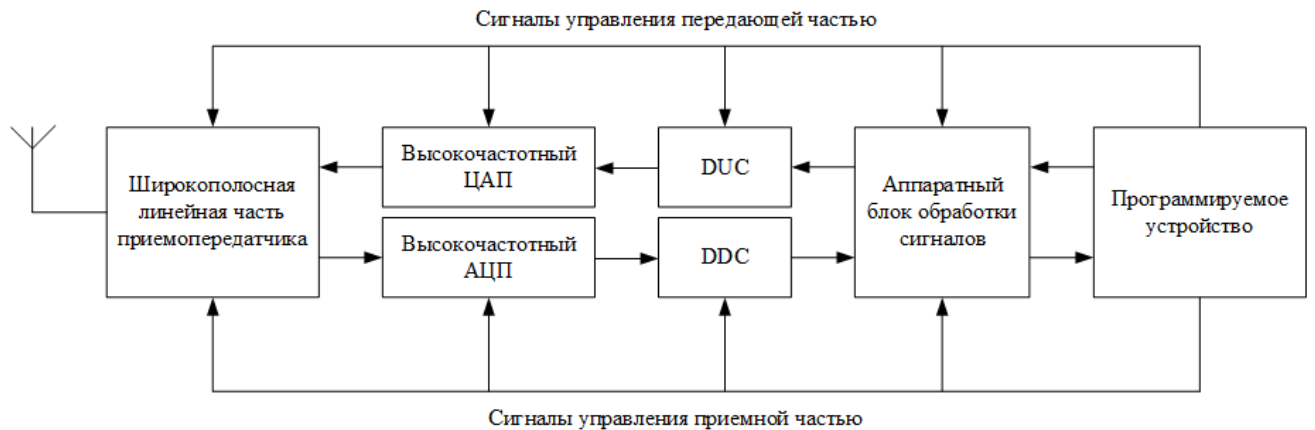 Сигналы управления передающей частью
Широкополосная
линейная часть
приемопередатчика
Высокочастотный
ЦАП
Высокочастотный
АЦП
DUC
DDC
Аппаратный
блок обработки
сигналов
Программируемое
устройство
Сигналы управления приемной частью